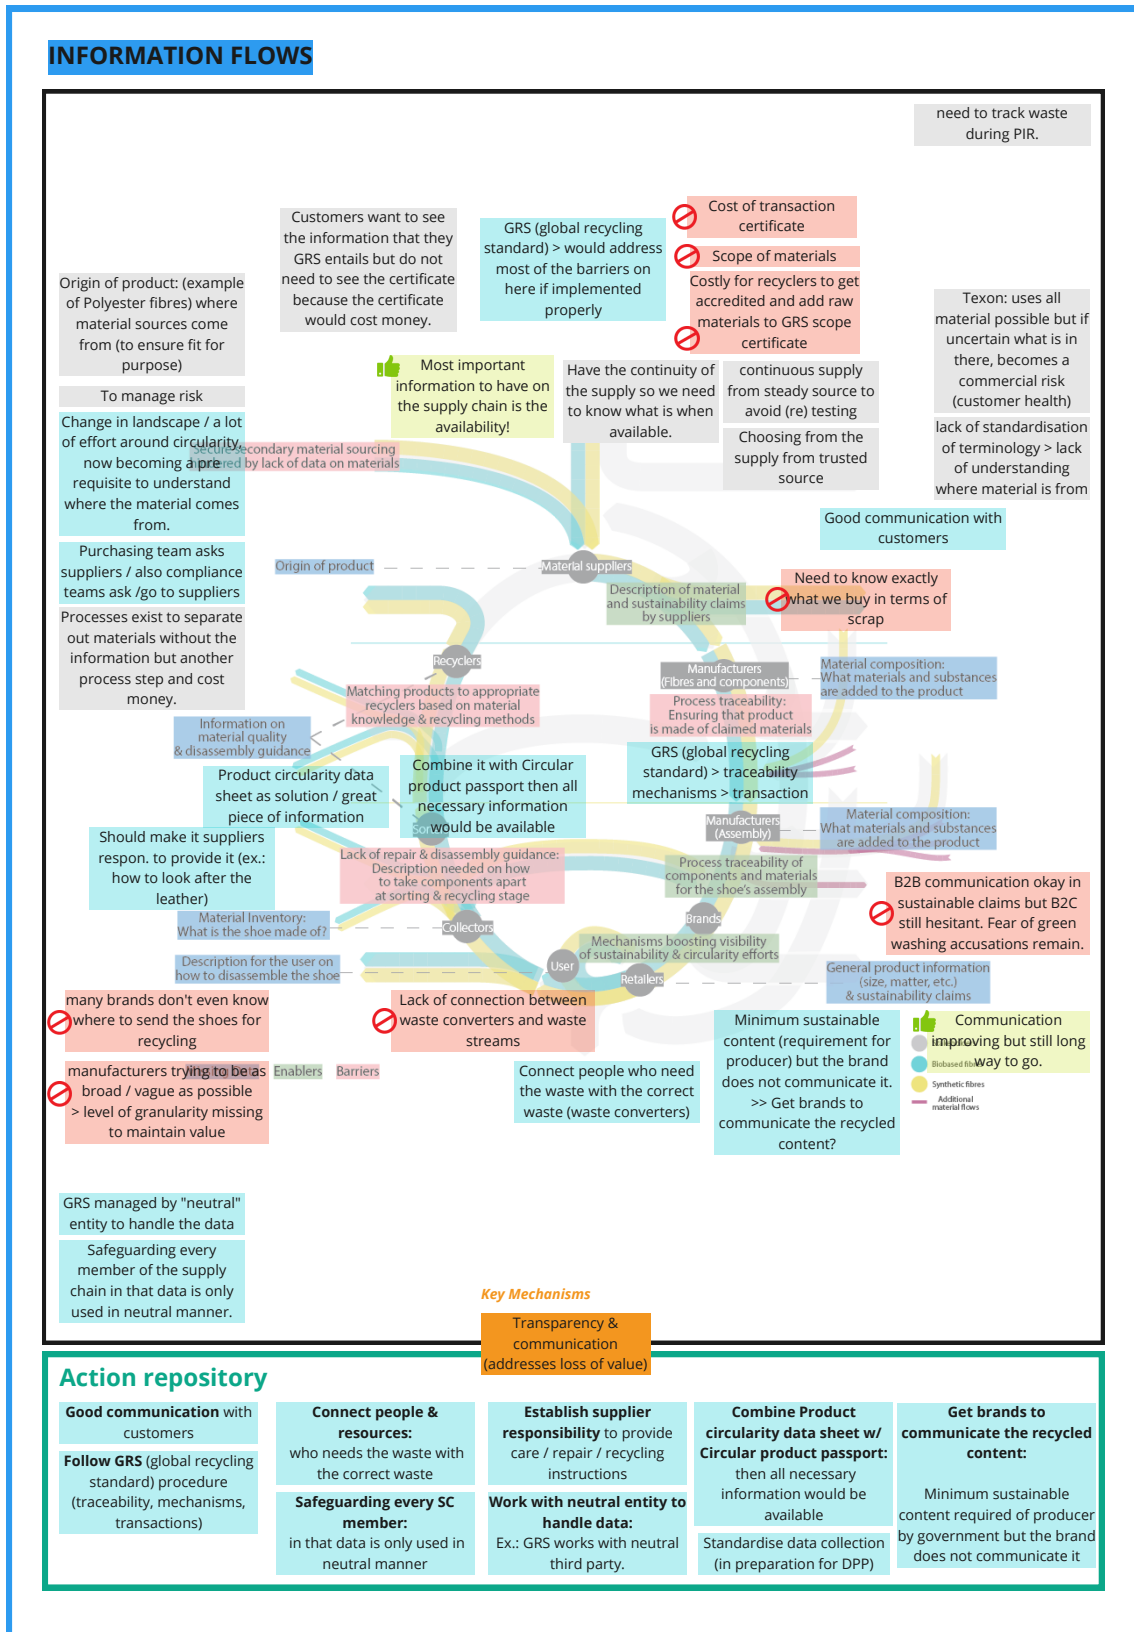 INFORMATION FLOWS
need to track waste
during PIR.
Customers want to see
the information that they
GRS entails but do not
need to see the certificate
because the certificate
would cost money.
GRS (global recycling
standard) > would address
most of the barriers on
here if implemented
properly
Cost of transaction
certificate
Scope of materials
Costly for recyclers to get
accredited and add raw
materials to GRS scope
certificate
Origin of product: (example
of Polyester fibres) where
material sources come
from (to ensure fit for
purpose)
To manage risk
Change in landscape / a lot
of effort around circularity,
now becoming a pre
requisite to understand
where the material comes
from.
Purchasing team asks
suppliers / also compliance
teams ask /go to suppliers
Processes exist to separate
out materials without the
information but another
process step and cost
money.
Most important
information to have on
the supply chain is the
availability!
Have the continuity of
the supply so we need
to know what is when
available.
continuous supply
from steady source to
avoid (re) testing
Choosing from the
supply from trusted
source
Texon: uses all
material possible but if
uncertain what is in
there, becomes a
commercial risk
(customer health)
lack of standardisation
of terminology > lack
of understanding
where material is from
Good communication with
customers
Secure secondary material sourcing
by lack of data on materials
Origin of product
Material suppliers
Description of material
and sustainability claims
by suppliers
Need to know exactly
what we buy in terms of
scrap
Recyclers
Manufacturers
(Fibres and components)
Material composition:
What materials and substances
are added to the product
Matching products to appropriate
recyclers based on material
knowledge & recycling methods
Process traceability:
Ensuring that product
is made of claimed materials
Information on
material quality
& disassembly guidance
GRS (global recycling
standard) > traceability
mechanisms > transaction
Product circularity data
sheet as solution / great
piece of information
Combine it with Circular
product passport then all
necessary information
would be available
Manufacturers
(Assembly)
Material composition:
What materials and substances
are added to the product
Should make it suppliers
respon. to provide it (ex.:
how to look after the
leather)
Lack of repair & disassembly guidance:
Description needed on how
to take components apart
at sorting & recycling stage
Process traceability of
components and materials
for the shoe's assembly
B2B communication okay in
sustainable claims but B2C
still hesitant. Fear of green
washing accusations remain.
Material Inventory:
What is the shoe made of?
Collectors
Brands
Mechanisms boosting visibility
of sustainability & circularity efforts
Description for the user on
how to disassemble the shoe
User
Retailers
General product information
(size, matter, etc.)
& sustainability claims
many brands don't even know
where to send the shoes for
recycling
Lack of connection between
waste converters and waste
streams
Minimum sustainable
content (requirement for
producer) but the brand
does not communicate it.
>> Get brands to
communicate the recycled
content?
Communication
improving but still long
way to go.
Biobased fibres
Synthetic fibres
Additional
material flows
manufacturers trying to be as
broad / vague as possible
> level of granularity missing
to maintain value
Enablers
Barriers
Connect people who need
the waste with the correct
waste (waste converters)
GRS managed by "neutral"
entity to handle the data
Safeguarding every
member of the supply
chain in that data is only
used in neutral manner.
Key Mechanisms
Transparency &
communication
(addresses loss of value)
Action repository
Good communication with
customers
Follow GRS (global recycling
standard) procedure
(traceability, mechanisms,
transactions)
Connect people &
resources:
who needs the waste with
the correct waste
Safeguarding every SC
member:
in that data is only used in
neutral manner
Establish supplier
responsibility to provide
care / repair / recycling
instructions
Work with neutral entity to
handle data:
Ex.: GRS works with neutral
third party.
Combine Product
circularity data sheet w/
Circular product passport:
then all necessary
information would be
available
Standardise data collection
(in preparation for DPP)
Get brands to
communicate the recycled
content:
Minimum sustainable
content required of producer
by government but the brand
does not communicate it